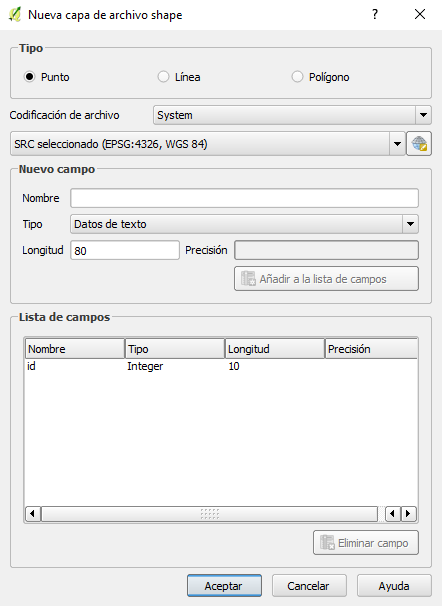 Nueva capa de archivo shape
Tipo
Punto Línea Polígono
Codificación de archivo System
SRC seleccionado (EPSG:4326, WGS 84)
Nuevo campo
Nombre
Tipo Datos de texto
Longitud 80 Precisión
Añadir a la lista de campos
Lista de campos
Nombre Tipo Longitud Precisión
id Integer 10
Eliminar campo
Aceptar Cancelar Ayuda